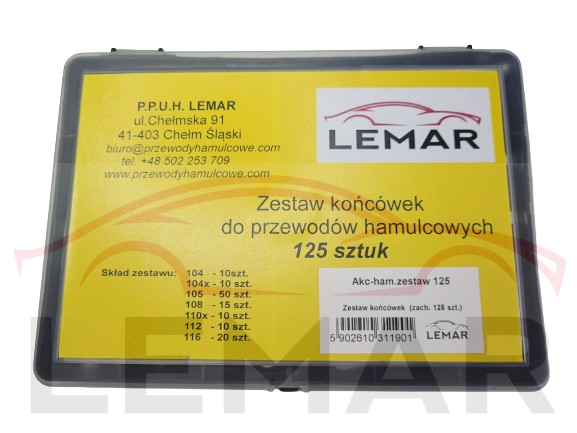 P.P.U.H. LEMAR
ul.Chełmska 91
41-403 Chełm Śląski
biuro@przewodyhamulcowe.com
tel. +48 502 253 709
www.przewodyhamulcowe.com
LEMAR
Zestaw końcówek
do przewodów hamulcowych
125 sztuk
Skład zestawu: 104 - 10szt.
104x - 10 szt.
105 - 50 szt.
108 - 15 szt.
110x - 10 szt.
112 - 10 szt.
116 - 20 szt.
Akc-ham.zestaw 125
Zestaw końcówek (zach. 125 szt.)
5 902610 311901
LEMAR
LEMAR